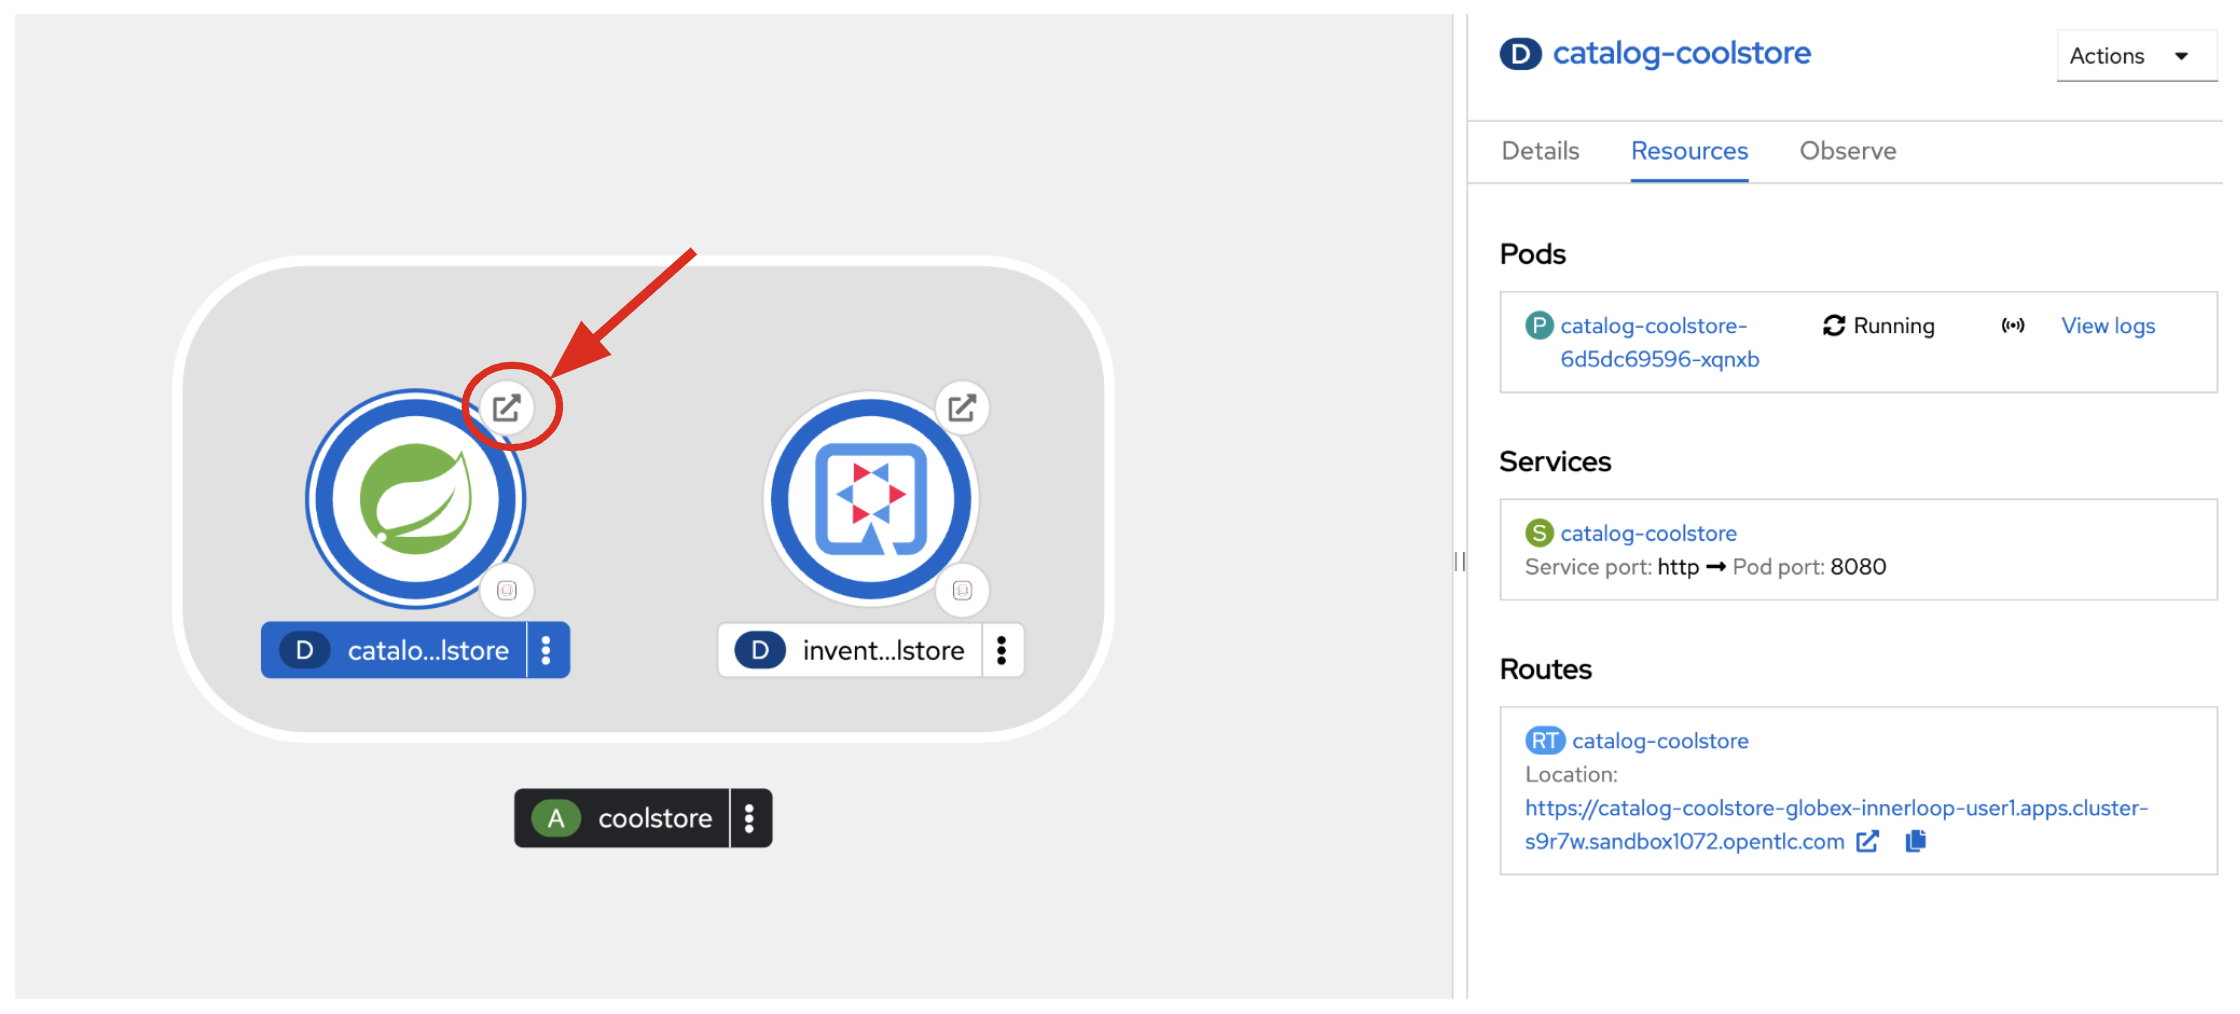 D catalo...lstore
D invent...lstore
A coolstore
D catalog-coolstore
Actions
Details Resources Observe
Pods
P catalog-coolstore-
6d5dc69596-xqnxb
Running
View logs
Services
S catalog-coolstore
Service port: http → Pod port: 8080
Routes
RT catalog-coolstore
Location:
https://catalog-coolstore-globex-innerloop-user1.apps.cluster-
s9r7w.sandbox1072.opentlc.com